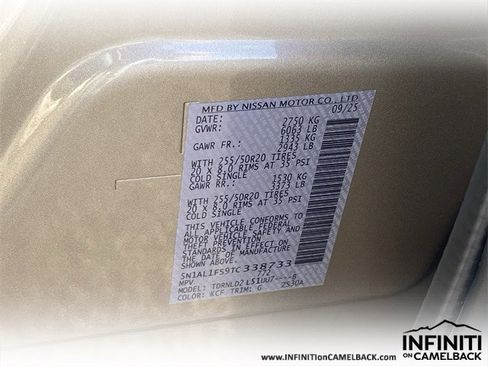 MFD BY NISSAN MOTOR CO., LTD
DATE: 09/25
GVWR: 2750 KG
6063 LB
GAWR FR.: 1335 KG
2943 LB
WITH 255/50R20 TIRES
20 X 8.0 RIMS AT 35 PSI
COLD SINGLE
GAWR RR.: 1530 KG
3373 LB
WITH 255/50R20 TIRES
20 X 8.0 RIMS AT 35 PSI
COLD SINGLE
THIS VEHICLE CONFORMS TO
ALL APPLICABLE FEDERAL
MOTOR VEHICLE SAFETY AND
THEFT PREVENTION
STANDARDS IN EFFECT ON
THE DATE OF MANUFACTURE
SHOWN ABOVE.
5N1AL1FS9TC338733
MPV
MODEL: TDRNLD2 L51UU7----B
COLOR: KCF TRIM: G ZS30A
INFINITI
ON CAMELBACK
www.INFINITIonCAMELBACK.com